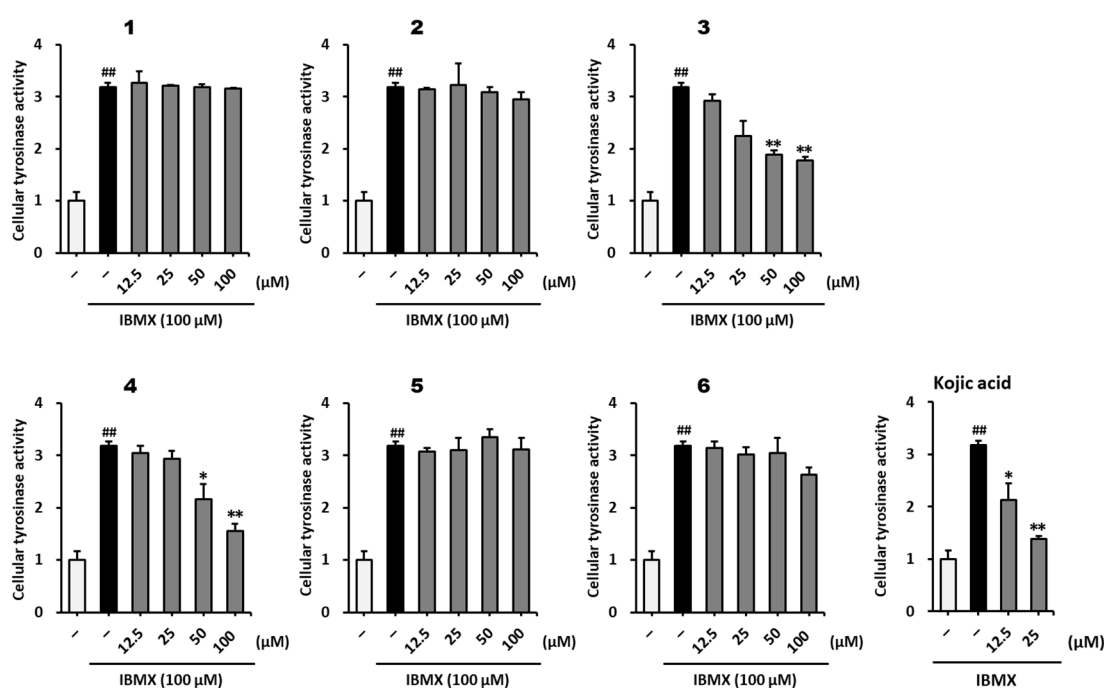 1
Cellular tyrosinase activity
4
3
2
1
0
##
– – 12.5 25 50 100 (μM)
IBMX (100 μM)
2
Cellular tyrosinase activity
4
3
2
1
0
##
– – 12.5 25 50 100 (μM)
IBMX (100 μM)
3
Cellular tyrosinase activity
4
3
2
1
0
##
** **
– – 12.5 25 50 100 (μM)
IBMX (100 μM)
4
Cellular tyrosinase activity
4
3
2
1
0
##
*
**
– – 12.5 25 50 100 (μM)
IBMX (100 μM)
5
Cellular tyrosinase activity
4
3
2
1
0
##
– – 12.5 25 50 100 (μM)
IBMX (100 μM)
6
Cellular tyrosinase activity
4
3
2
1
0
##
– – 12.5 25 50 100 (μM)
IBMX (100 μM)
Kojic acid
Cellular tyrosinase activity
4
3
2
1
0
##
*
**
– – 12.5 25 (μM)
IBMX